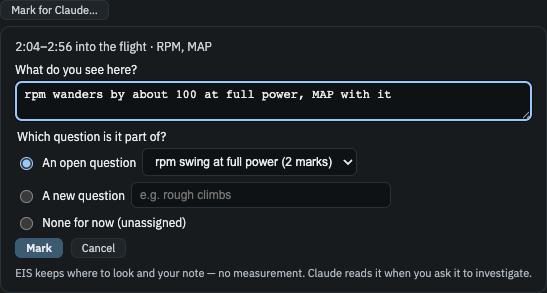 Mark for Claude...
2:04–2:56 into the flight · RPM, MAP
What do you see here?
rpm wanders by about 100 at full power, MAP with it
Which question is it part of?
An open question rpm swing at full power (2 marks)
A new question e.g. rough climbs
None for now (unassigned)
Mark Cancel
EIS keeps where to look and your note — no measurement. Claude reads it when you ask it to investigate.